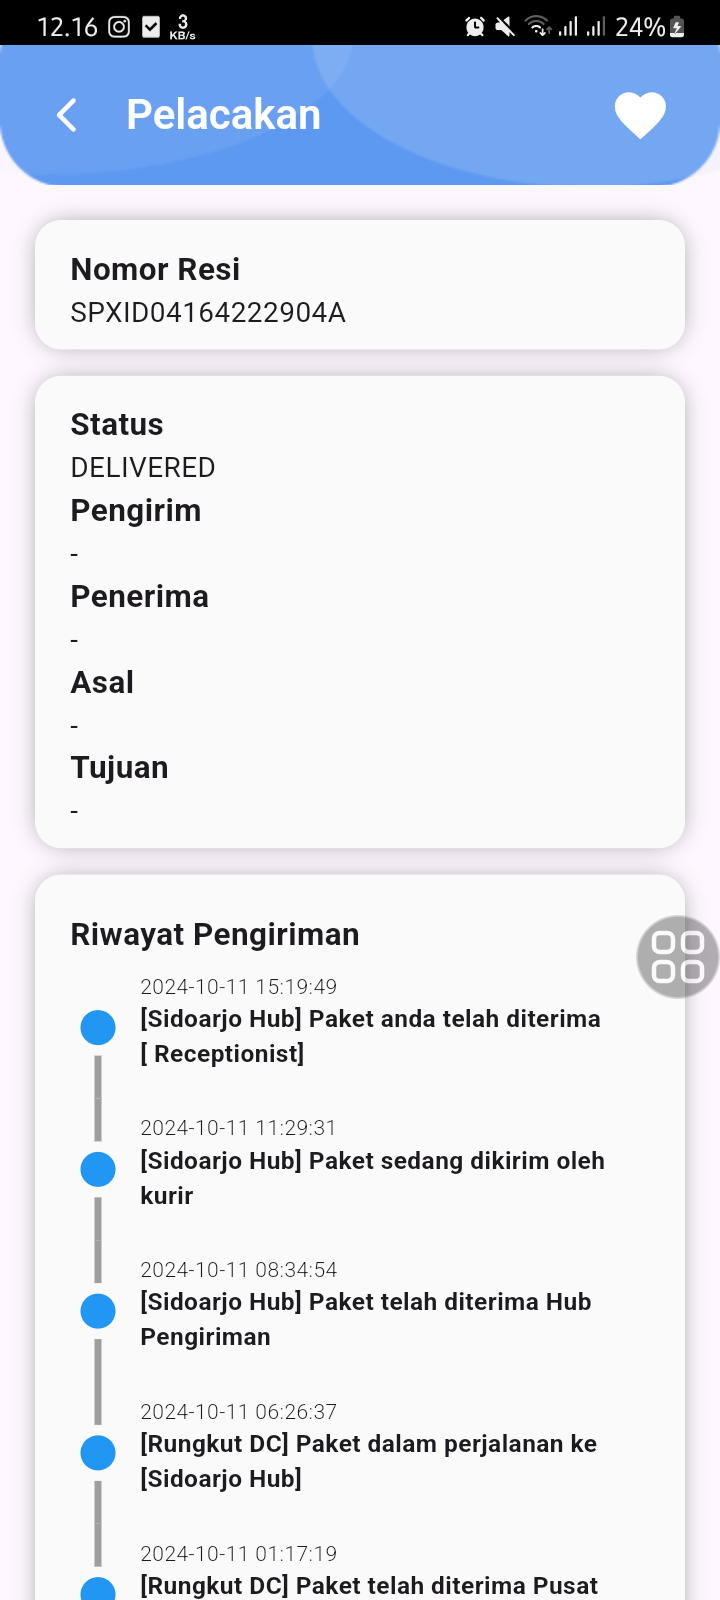 12.16
3
KB/s
24%
Pelacakan
Nomor Resi
SPXID04164222904A
Status
DELIVERED
Pengirim
-
Penerima
-
Asal
-
Tujuan
-
Riwayat Pengiriman
2024-10-11 15:19:49
[Sidoarjo Hub] Paket anda telah diterima
[ Receptionist]
2024-10-11 11:29:31
[Sidoarjo Hub] Paket sedang dikirim oleh
kurir
2024-10-11 08:34:54
[Sidoarjo Hub] Paket telah diterima Hub
Pengiriman
2024-10-11 06:26:37
[Rungkut DC] Paket dalam perjalanan ke
[Sidoarjo Hub]
2024-10-11 01:17:19
[Rungkut DC] Paket telah diterima Pusat